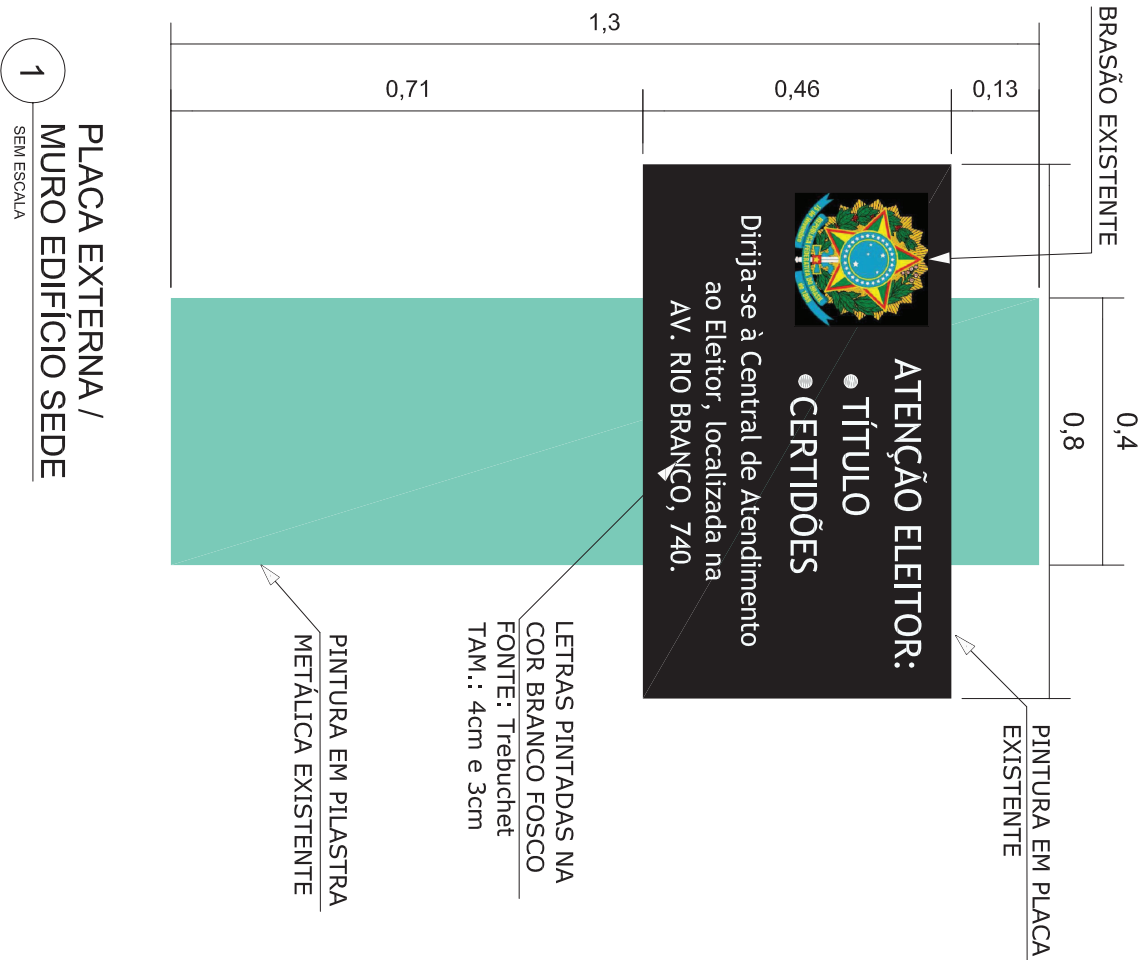 BRASÃO EXISTENTE
0,4
0,8
1,3
0,13
0,46
0,71
ATENÇÃO ELEITOR:
• TÍTULO
• CERTIDÕES
Dirija-se à Central de Atendimento
ao Eleitor, localizada na
AV. RIO BRANCO, 740.
PINTURA EM PLACA
EXISTENTE
LETRAS PINTADAS NA
COR BRANCO FOSCO
FONTE: Trebuchet
TAM.: 4cm e 3cm
PINTURA EM PILASTRA
METÁLICA EXISTENTE
1
PLACA EXTERNA /
MURO EDIFÍCIO SEDE
SEM ESCALA